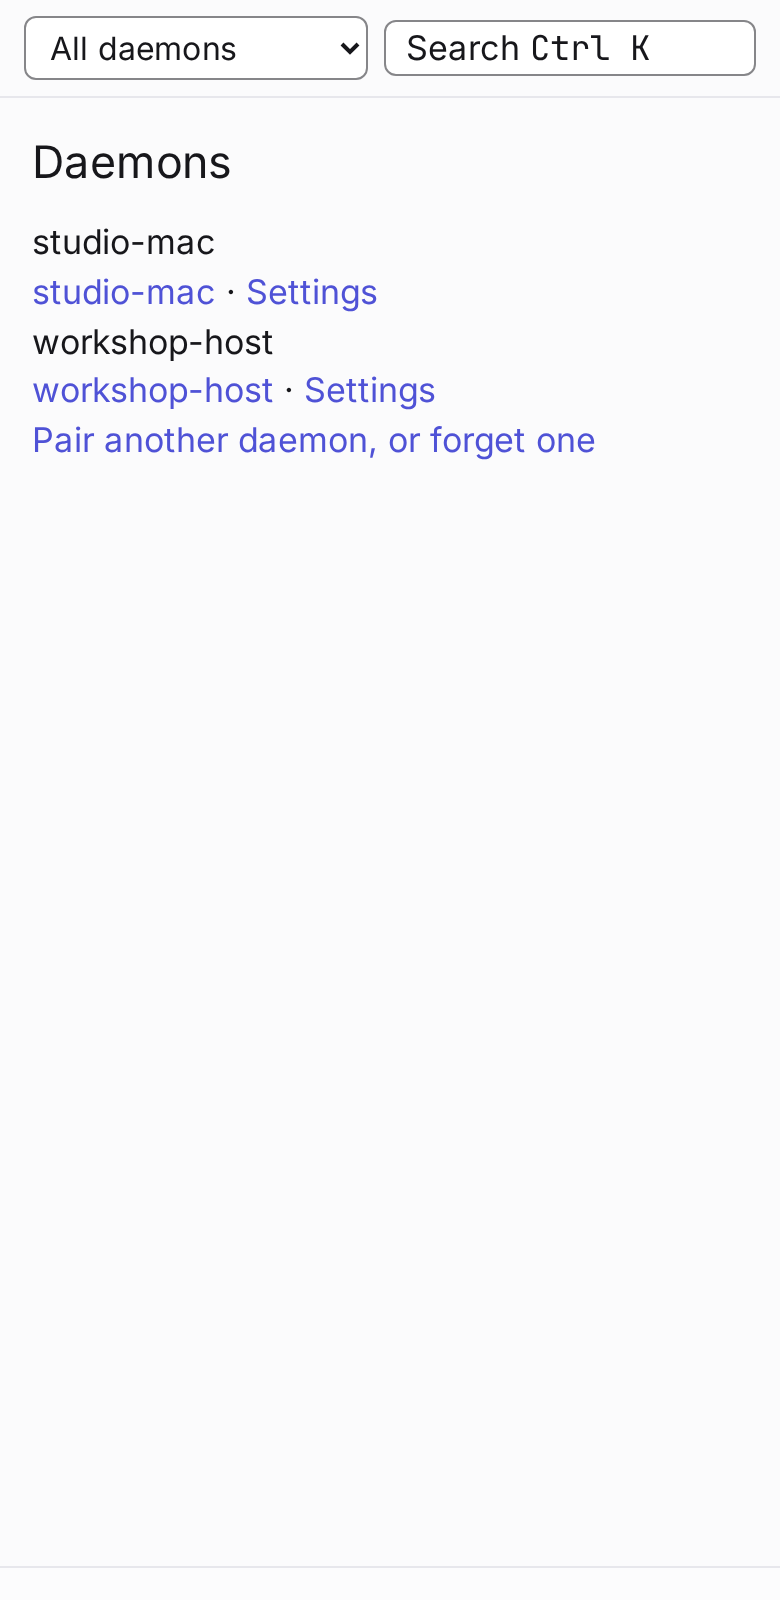 All daemons
Search Ctrl K
Daemons
studio-mac
studio-mac · Settings
workshop-host
workshop-host · Settings
Pair another daemon, or forget one